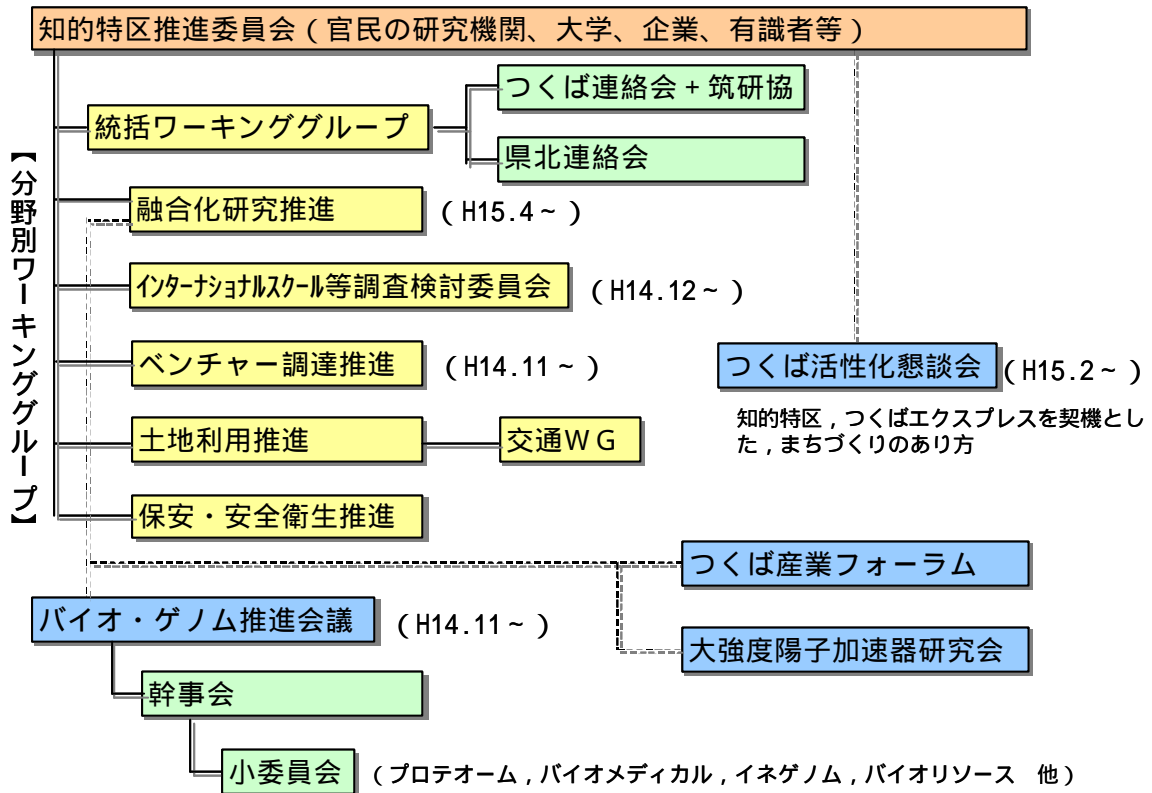 知的特区推進委員会（官民の研究機関、大学、企業、有識者等）
つくば連絡会＋筑研協
統括ワーキンググループ
県北連絡会
【分野別ワーキンググループ】
融合化研究推進
（H15.4～）
ｲﾝﾀｰﾅｼｮﾅﾙｽｸｰﾙ等調査検討委員会
（H14.12～）
ベンチャー調達推進
（H14.11～）
つくば活性化懇談会
（H15.2～）
知的特区，つくばエクスプレスを契機とし
た，まちづくりのあり方
土地利用推進
交通ＷＧ
保安・安全衛生推進
つくば産業フォーラム
バイオ・ゲノム推進会議
（H14.11～）
大強度陽子加速器研究会
幹事会
小委員会
（プロテオーム，バイオメディカル，イネゲノム，バイオリソース　他）